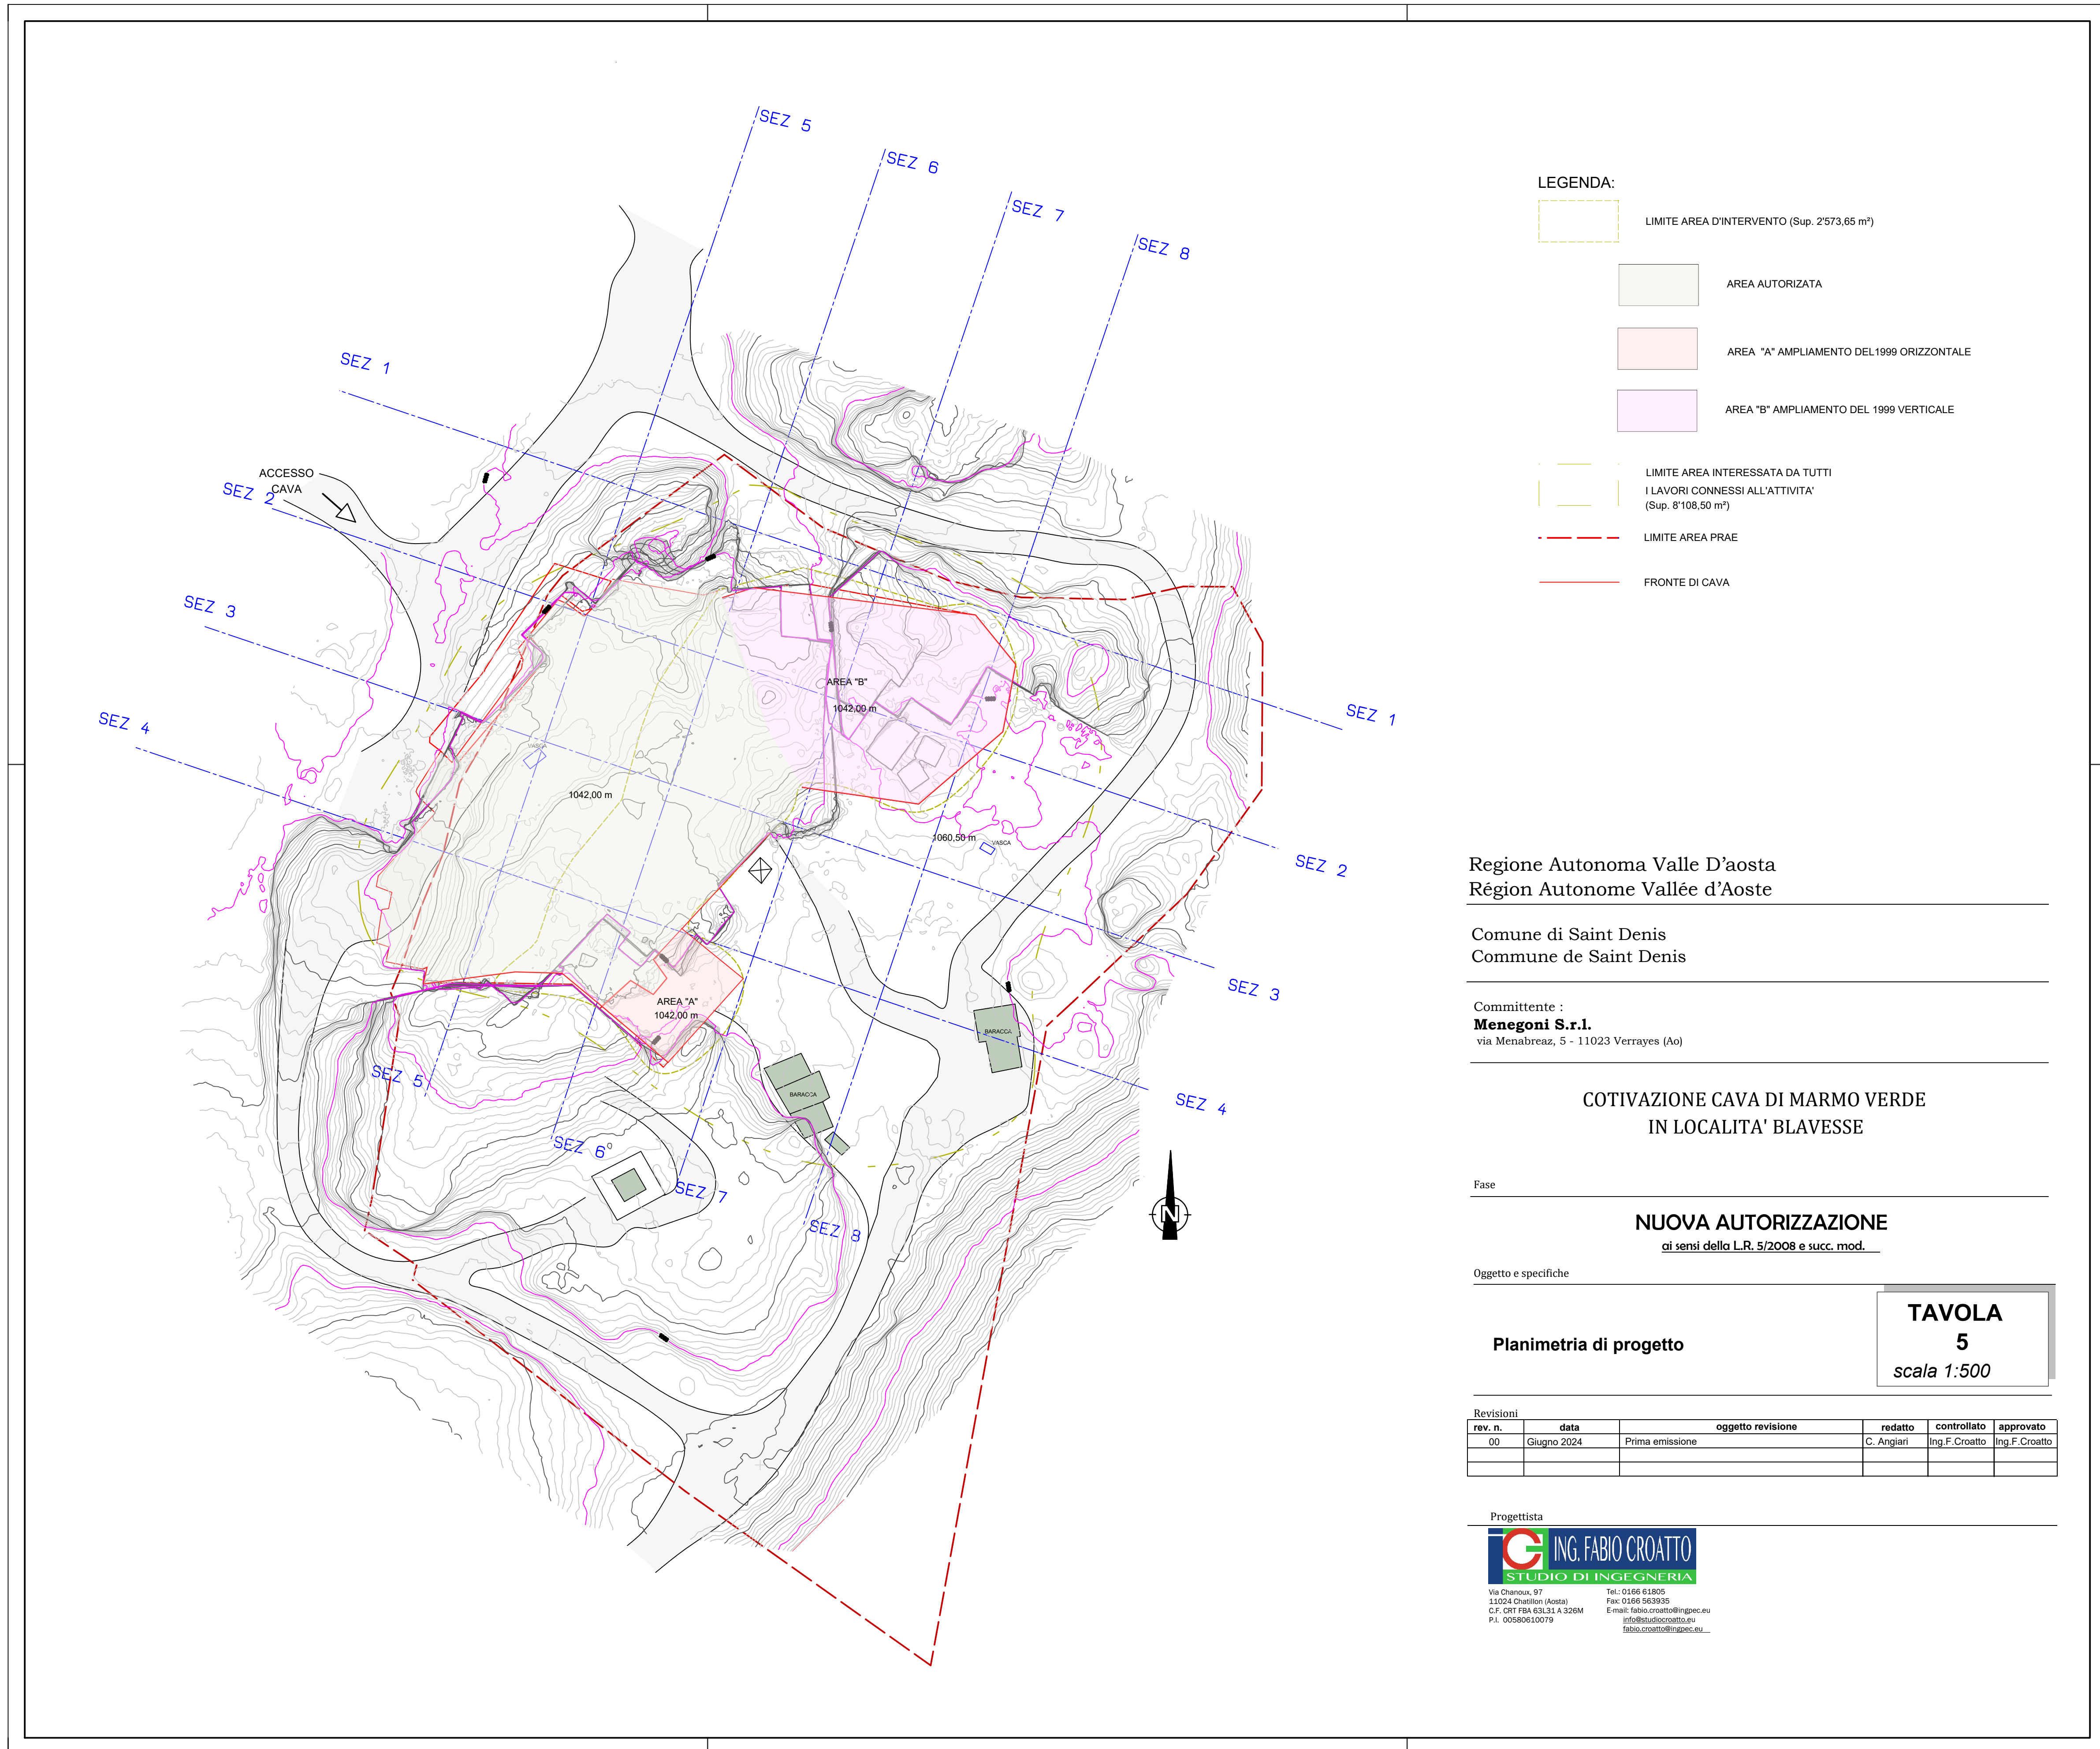 SEZ 5
SEZ 6
SEZ 7
SEZ 8
SEZ 1
ACCESSO
CAVA
SEZ 2
SEZ 3
SEZ 4
VASCA
1042,00 m
AREA "B"
1042,00 m
1060,50 m
VASCA
SEZ 1
SEZ 2
SEZ 3
SEZ 4
AREA "A"
1042,00 m
BARACCA
BARACCA
SEZ 5
SEZ 6
SEZ 7
SEZ 8
N
LEGENDA:
LIMITE AREA D'INTERVENTO (Sup. 2'573,65 m²)
AREA AUTORIZATA
AREA "A" AMPLIAMENTO DEL1999 ORIZZONTALE
AREA "B" AMPLIAMENTO DEL 1999 VERTICALE
LIMITE AREA INTERESSATA DA TUTTI
I LAVORI CONNESSI ALL'ATTIVITA'
(Sup. 8'108,50 m²)
LIMITE AREA PRAE
FRONTE DI CAVA
Regione Autonoma Valle D'aosta
Région Autonome Vallée d'Aoste
Comune di Saint Denis
Commune de Saint Denis
Committente :
Menegoni S.r.l.
via Menabreaz, 5 - 11023 Verrayes (Ao)
COTIVAZIONE CAVA DI MARMO VERDE
IN LOCALITA' BLAVESSE
Fase
NUOVA AUTORIZZAZIONE
ai sensi della L.R. 5/2008 e succ. mod.
Oggetto e specifiche
Planimetria di progetto
TAVOLA
5
scala 1:500
Revisioni
rev. n. data oggetto revisione redatto controllato approvato
00 Giugno 2024 Prima emissione C. Angiari Ing.F.Croatto Ing.F.Croatto
Progettista
ING. FABIO CROATTO
STUDIO DI INGEGNERIA
Via Chanoux, 97
11024 Chatillon (Aosta)
C.F. CRT FBA 63L31 A 326M
P.I. 00580610079
Tel.: 0166 61805
Fax: 0166 563935
E-mail: fabio.croatto@ingpec.eu
info@studiocroatto.eu
fabio.croatto@ingpec.eu